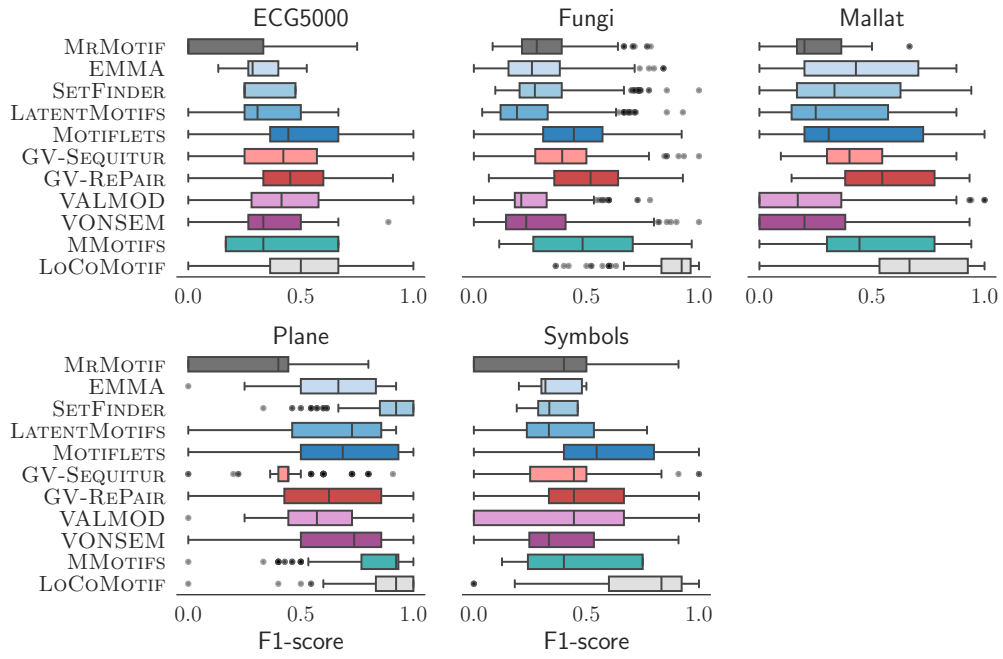 ECG5000 Fungi Mallat
MrMotif
EMMA
SetFinder
LatentMotifs
Motiflets
GV-Sequitur
GV-RePair
VALMOD
VONSEM
MMotifs
LoCoMotif
0.0 0.5 1.0 0.0 0.5 1.0 0.0 0.5 1.0
Plane Symbols
MrMotif
EMMA
SetFinder
LatentMotifs
Motiflets
GV-Sequitur
GV-RePair
VALMOD
VONSEM
MMotifs
LoCoMotif
0.0 0.5 1.0 0.0 0.5 1.0
F1-score F1-score